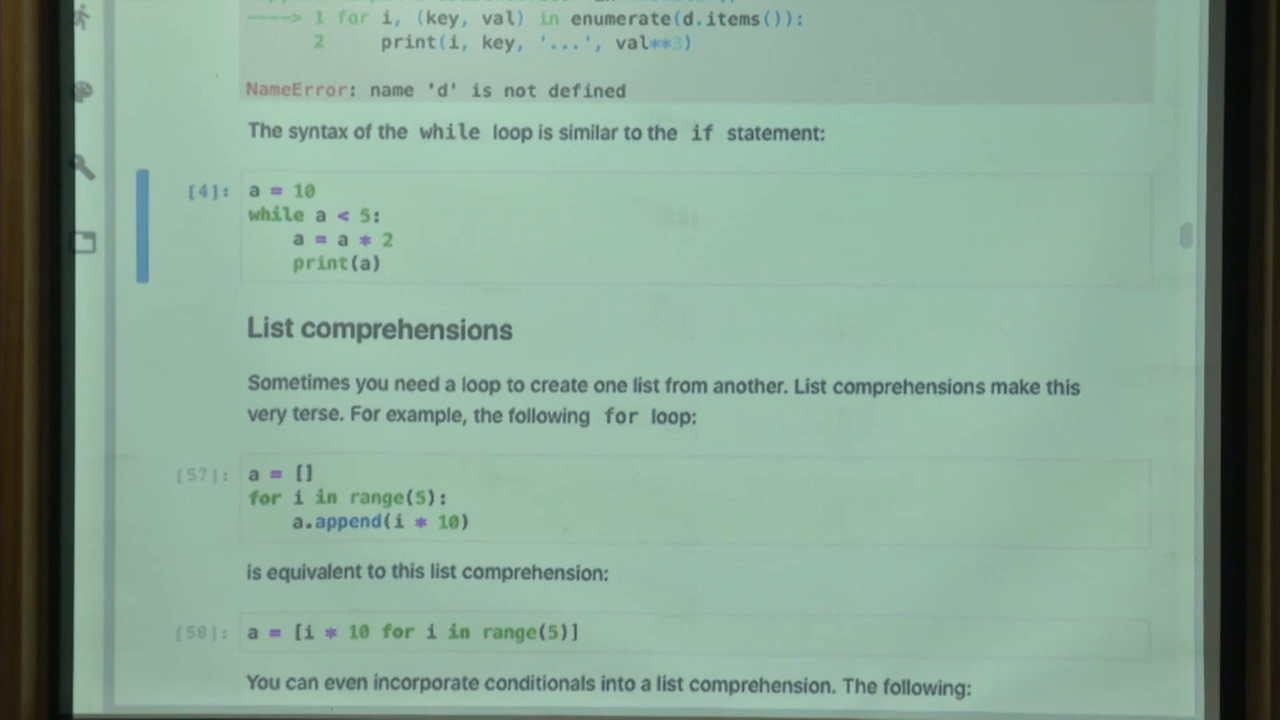 ----> 1 for i, (key, val) in enumerate(d.items()):
2     print(i, key, '...', val**3)
NameError: name 'd' is not defined
The syntax of the while loop is similar to the if statement:
[4]: a = 10
while a < 5:
    a = a * 2
    print(a)
List comprehensions
Sometimes you need a loop to create one list from another. List comprehensions make this
very terse. For example, the following for loop:
[57]: a = []
for i in range(5):
    a.append(i * 10)
is equivalent to this list comprehension:
[58]: a = [i * 10 for i in range(5)]
You can even incorporate conditionals into a list comprehension. The following: